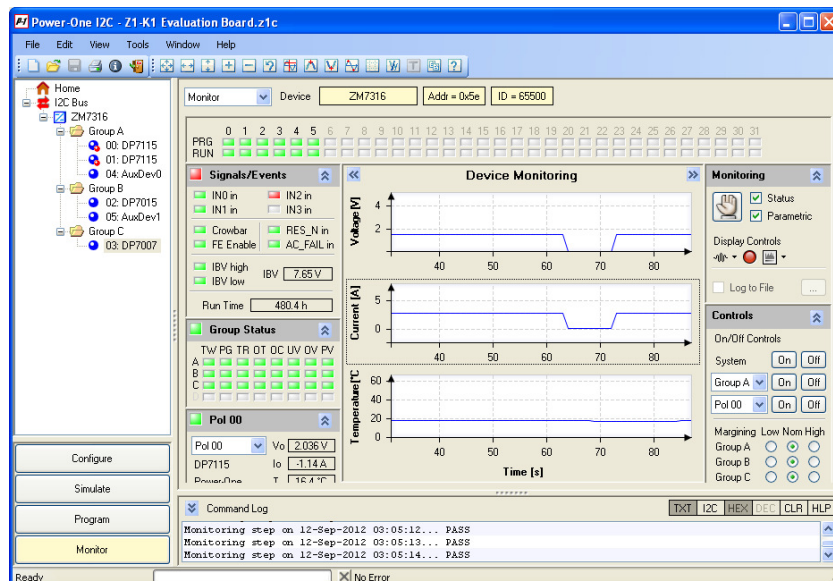 Power-One I2C - Z1-K1 Evaluation Board.z1c
File Edit View Tools Window Help
Home
I2C Bus
ZM7316
Group A
00: DP7115
01: DP7115
04: AuxDev0
Group B
02: DP7015
05: AuxDev1
Group C
03: DP7007
Configure
Simulate
Program
Monitor
Monitor Device ZM7316 Addr = 0x5e ID = 65500
0 1 2 3 4 5 6 7 8 9 10 11 12 13 14 15 16 17 18 19 20 21 22 23 24 25 26 27 28 29 30 31
PRG
RUN
Signals/Events
IN0 in IN2 in
IN1 in IN3 in
Crowbar RES_N in
FE Enable AC_FAIL in
IBV high
IBV low
IBV 7.65 V
Run Time 480.4 h
Group Status
TW PG TR OT OC UV OV PV
A
B
C
Pol 00
Pol 00 Vo 2.036 V
DP7115 Io -1.14 A
Power-One T 16.4 °C
Device Monitoring
Voltage [V]
4
2
0
40 50 60 70 80
Current [A]
5
0
40 50 60 70 80
Temperature[°C
60
40
20
0
40 50 60 70 80
Time [s]
Monitoring
Status
Parametric
Display Controls
Log to File ...
Controls
On/Off Controls
System On Off
Group A On Off
Pol 00 On Off
Margining Low Nom High
Group A
Group B
Group C
Command Log TXT I2C HEX DEC CLR HLP
Monitoring step on 12-Sep-2012 03:05:12... PASS
Monitoring step on 12-Sep-2012 03:05:13... PASS
Monitoring step on 12-Sep-2012 03:05:14... PASS
Ready No Error